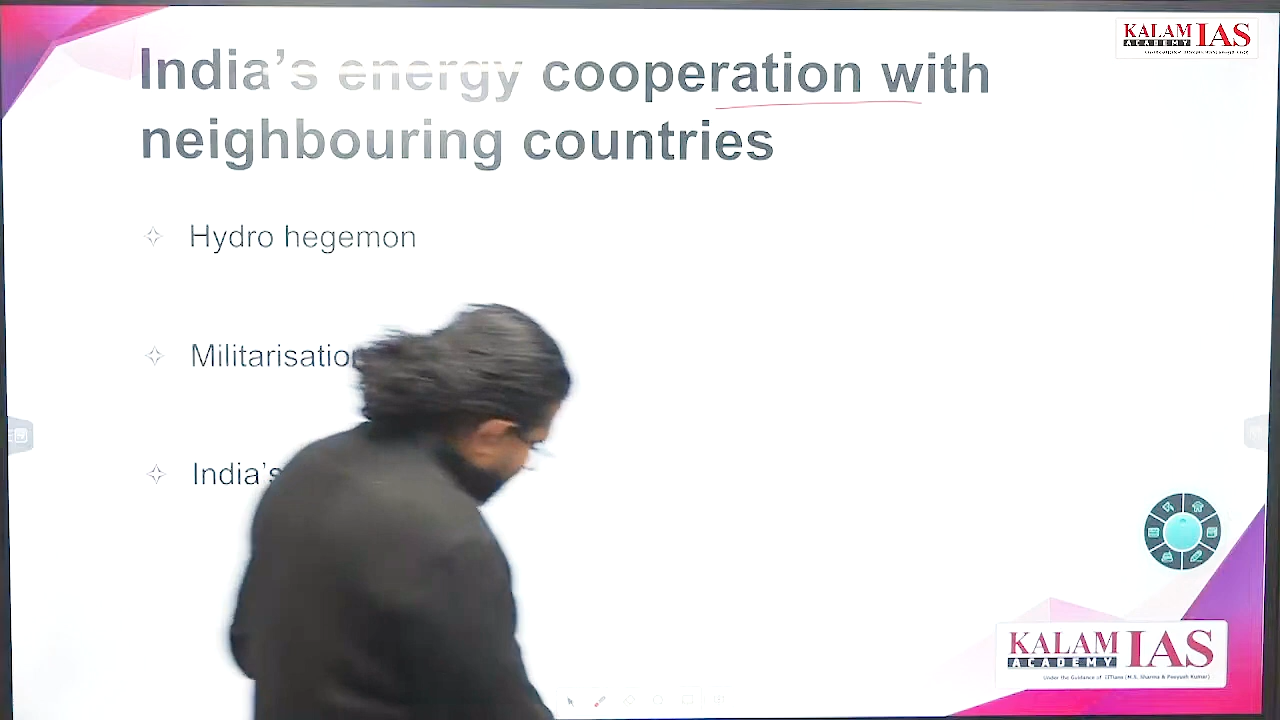 KALAM IAS
ACADEMY
India's energy cooperation with
neighbouring countries
Hydro hegemon
Militarisatio
India's
KALAM IAS
ACADEMY
Under the Guidance of IITians (M.S. Sharma & Peeyush Kumar)